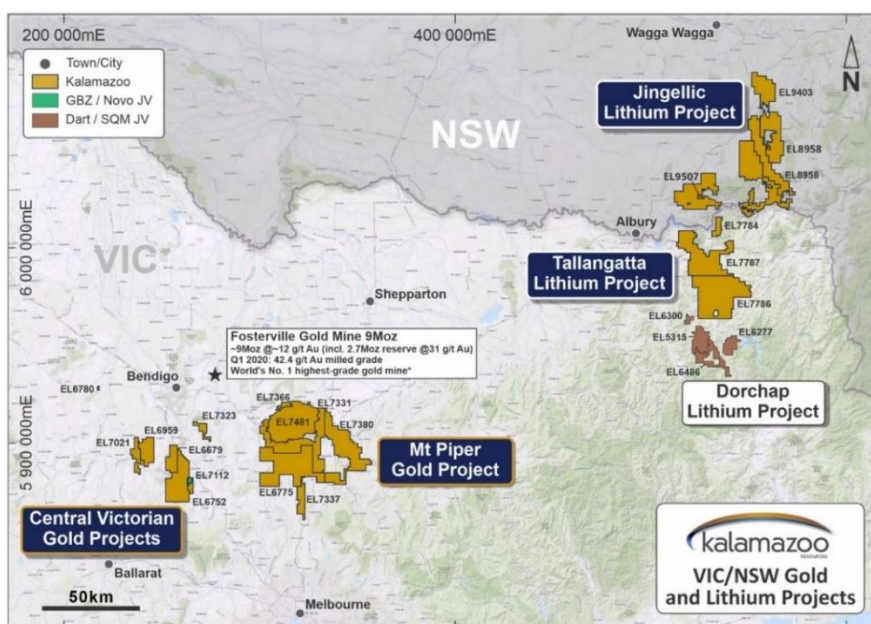 200 000mE
400 000mE
Wagga Wagga
N
Town/City
Kalamazoo
GBZ / Novo JV
Dart / SQM JV
Jingellic
Lithium Project
EL9403
NSW
EL8958
EL9507
EL8958
Albury
EL7784
6 000 000mE
VIC
EL7787
Tallangatta
Lithium Project
Shepparton
EL7786
EL6300
EL5315
EL6277
EL6486
Fosterville Gold Mine 9Moz
~9Moz @~12 g/t Au (incl. 2.7Moz reserve @31 g/t Au)
Q1 2020: 42.4 g/t Au milled grade
World's No. 1 highest-grade gold mine*
Bendigo
EL6780
Dorchap
Lithium Project
EL7366
EL7331
EL7323
EL7481
EL7380
EL6959
EL7021
EL6679
5 900 000mE
Mt Piper
Gold Project
EL7112
EL6775
EL7337
EL6752
Central Victorian
Gold Projects
kalamazoo
RESOURCES
VIC/NSW Gold
and Lithium Projects
Ballarat
50km
Melbourne